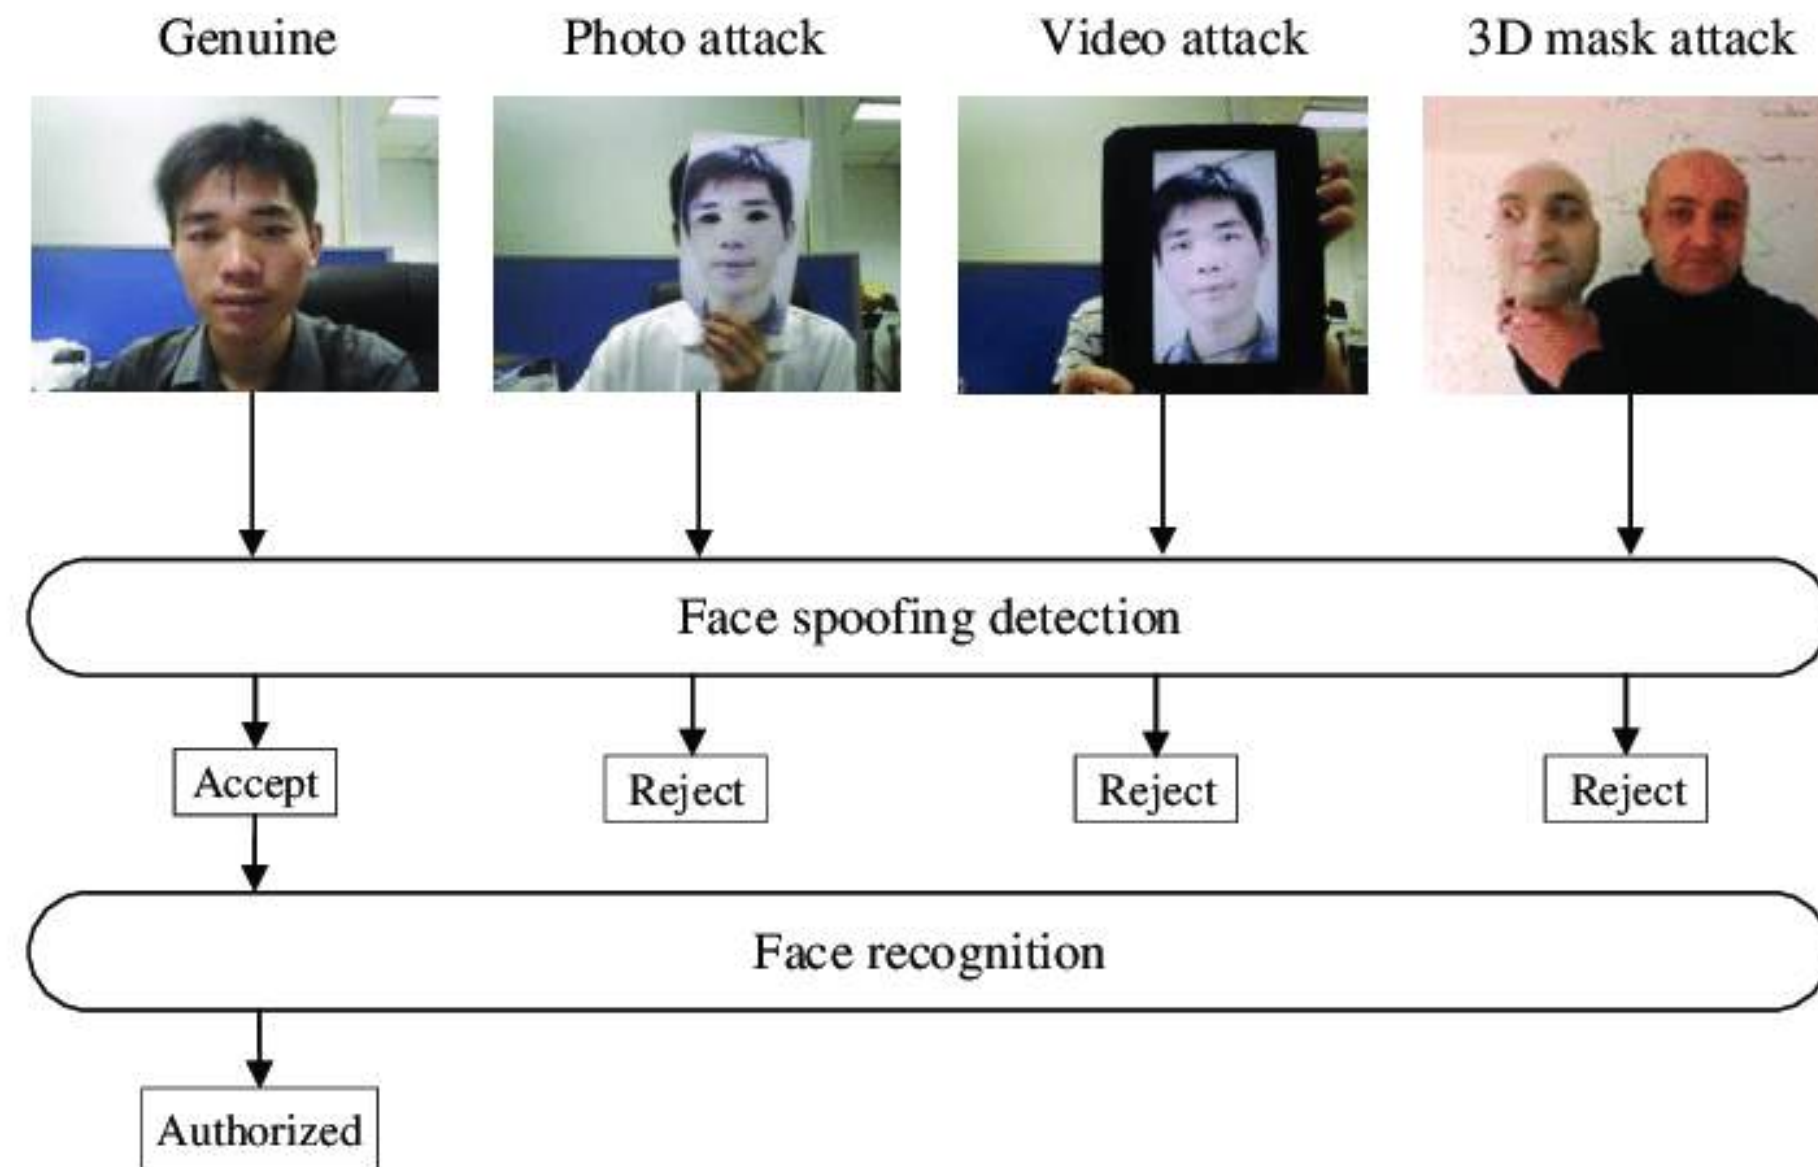 Genuine
Photo attack
Video attack
3D mask attack
Face spoofing detection
Accept
Reject
Reject
Reject
Face recognition
Authorized